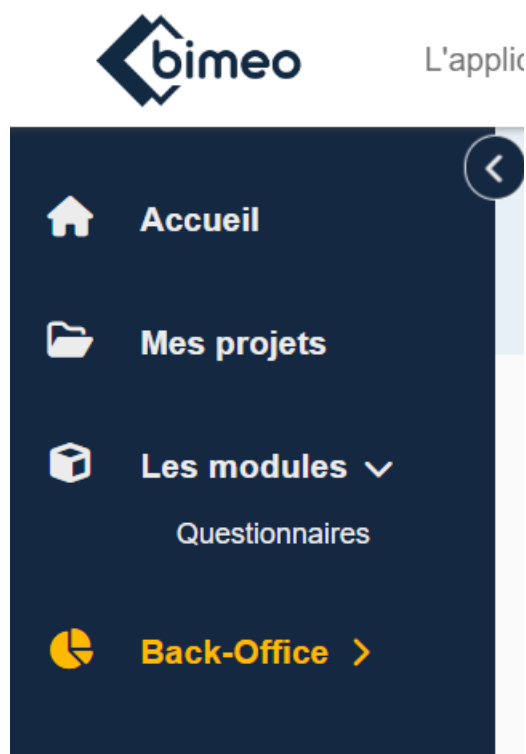 bimeo
L'applic
Accueil
Mes projets
Les modules
Questionnaires
Back-Office